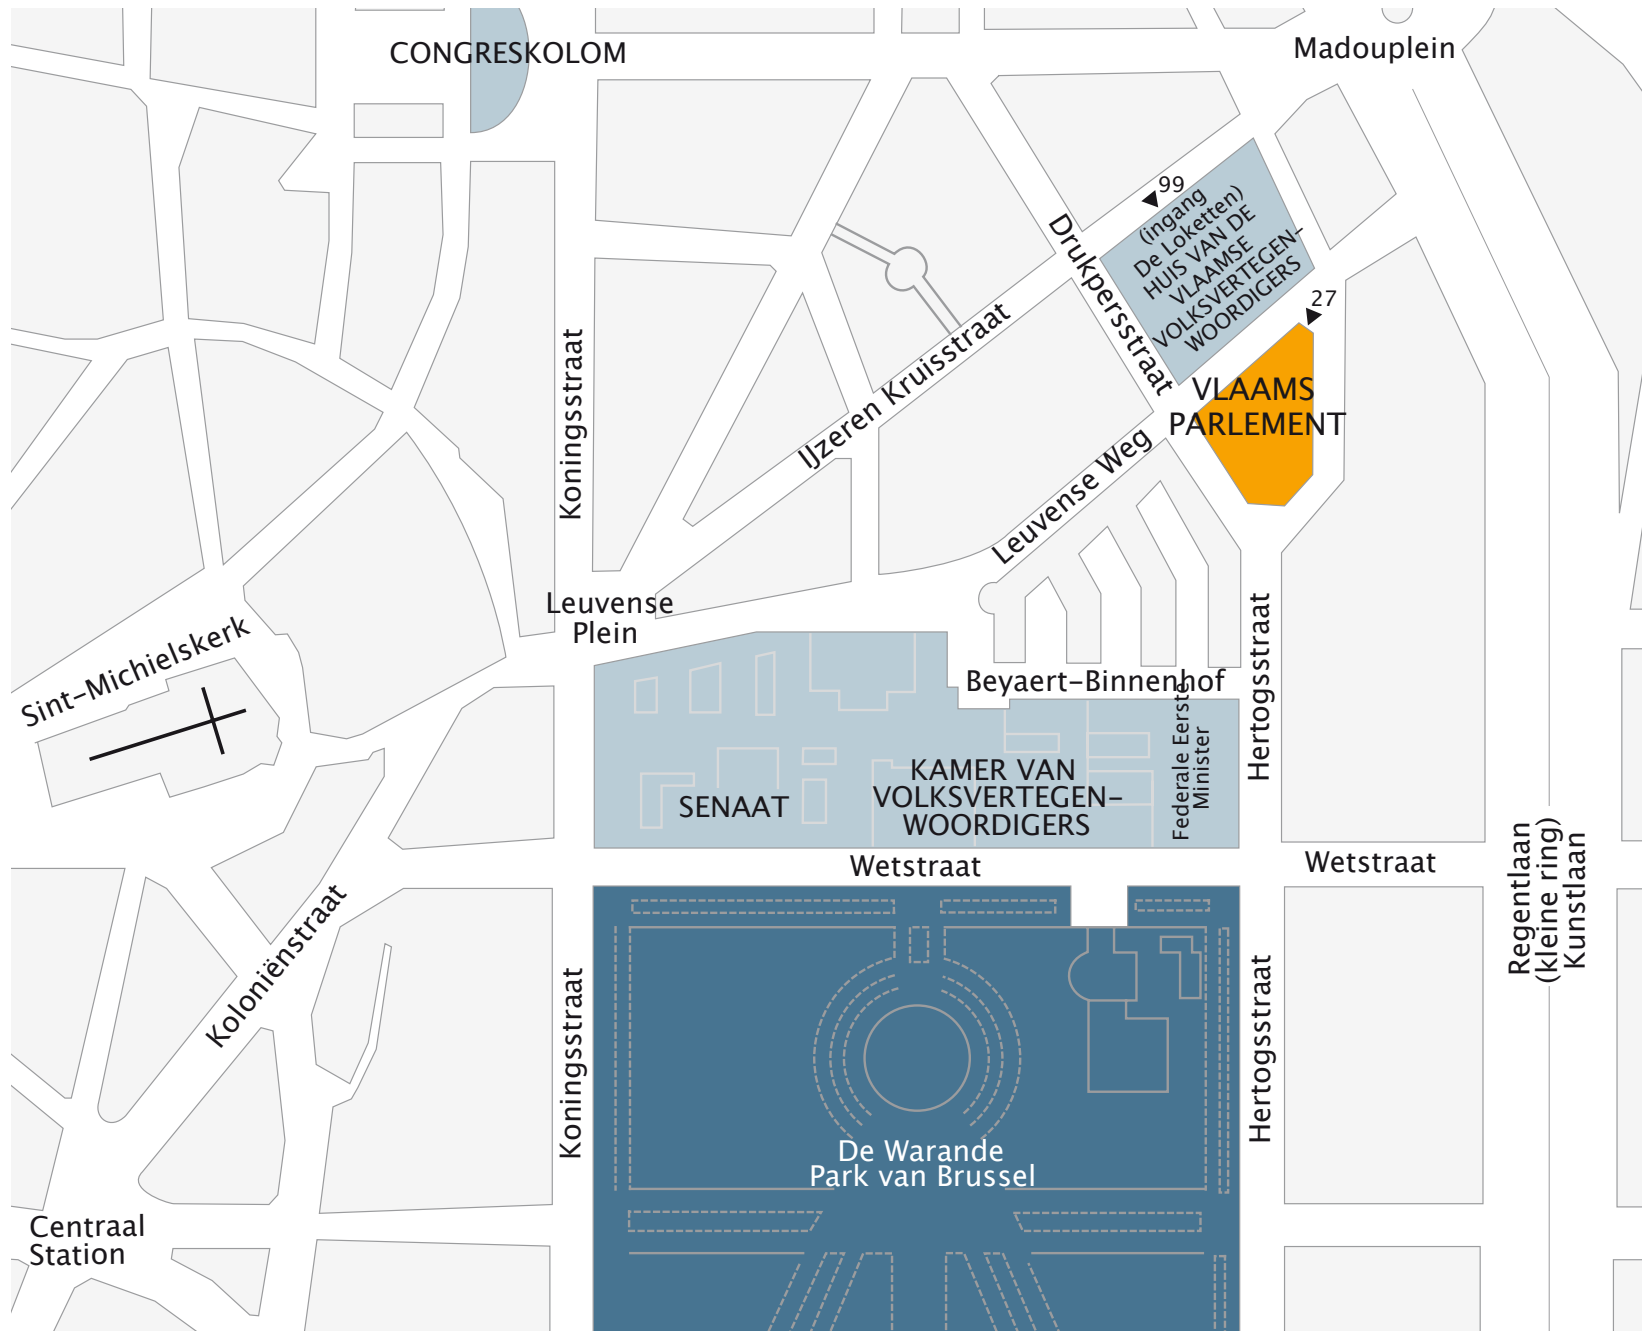 CONGRESKOLOM
Madouplein
99
(ingang
De Loketten)
HUIS VAN DE
VLAAMSE
VOLKSVERTEGEN-
WOORDIGERS
27
Drukpersstraat
VLAAMS
PARLEMENT
IJzeren Kruisstraat
Koningsstraat
Leuvense Weg
Leuvense
Plein
Sint-Michielskerk
Hertogsstraat
Beyaert-Binnenhof
Federale Eerste
Minister
KAMER VAN
VOLKSVERTEGEN-
WOORDIGERS
SENAAT
Wetstraat
Wetstraat
Regentlaan
(kleine ring)
Kunstlaan
Koloniënstraat
Koningsstraat
Hertogsstraat
De Warande
Park van Brussel
Centraal
Station